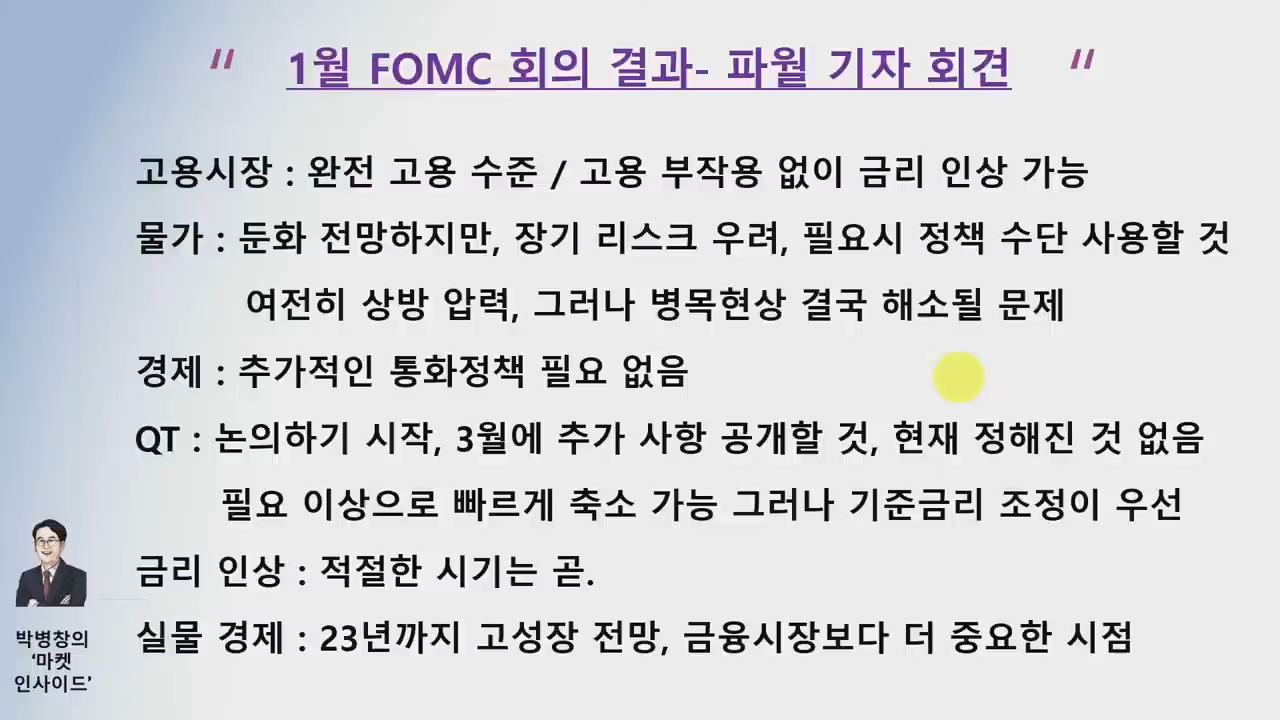 “ 1월 FOMC 회의 결과- 파월 기자 회견 “
고용시장 : 완전 고용 수준 / 고용 부작용 없이 금리 인상 가능
물가 : 둔화 전망하지만, 장기 리스크 우려, 필요시 정책 수단 사용할 것
여전히 상방 압력, 그러나 병목현상 결국 해소될 문제
경제 : 추가적인 통화정책 필요 없음
QT : 논의하기 시작, 3월에 추가 사항 공개할 것, 현재 정해진 것 없음
필요 이상으로 빠르게 축소 가능 그러나 기준금리 조정이 우선
금리 인상 : 적절한 시기는 곧.
실물 경제 : 23년까지 고성장 전망, 금융시장보다 더 중요한 시점
박병창의
‘마켓
인사이드’